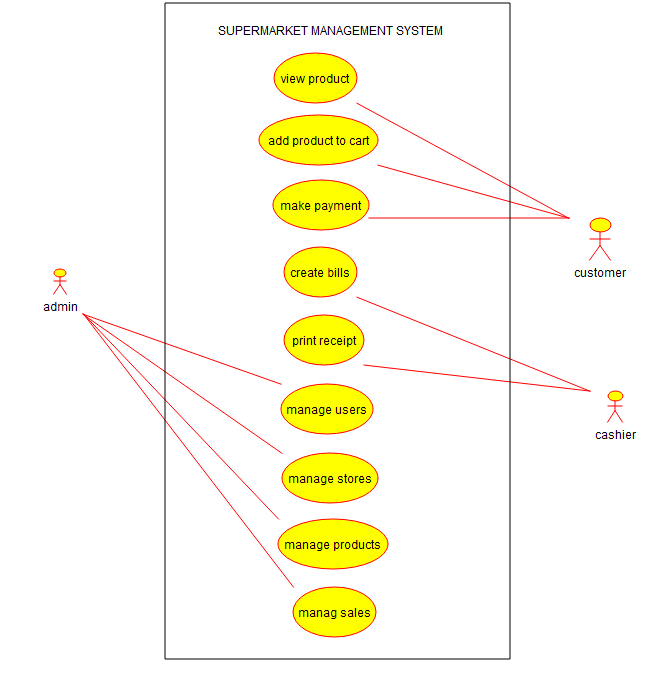 SUPERMARKET MANAGEMENT SYSTEM
view product
add product to cart
make payment
customer
create bills
admin
print receipt
manage users
cashier
manage stores
manage products
manag sales